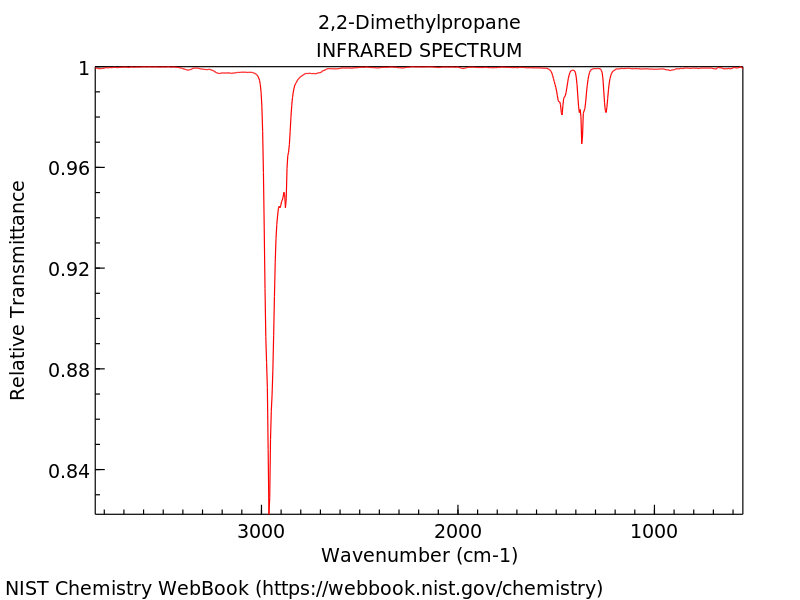 2,2-Dimethylpropane
INFRARED SPECTRUM
1
0.96
0.92
0.88
0.84
Relative Transmittance
3000 2000 1000
Wavenumber (cm-1)
NIST Chemistry WebBook (https://webbook.nist.gov/chemistry)